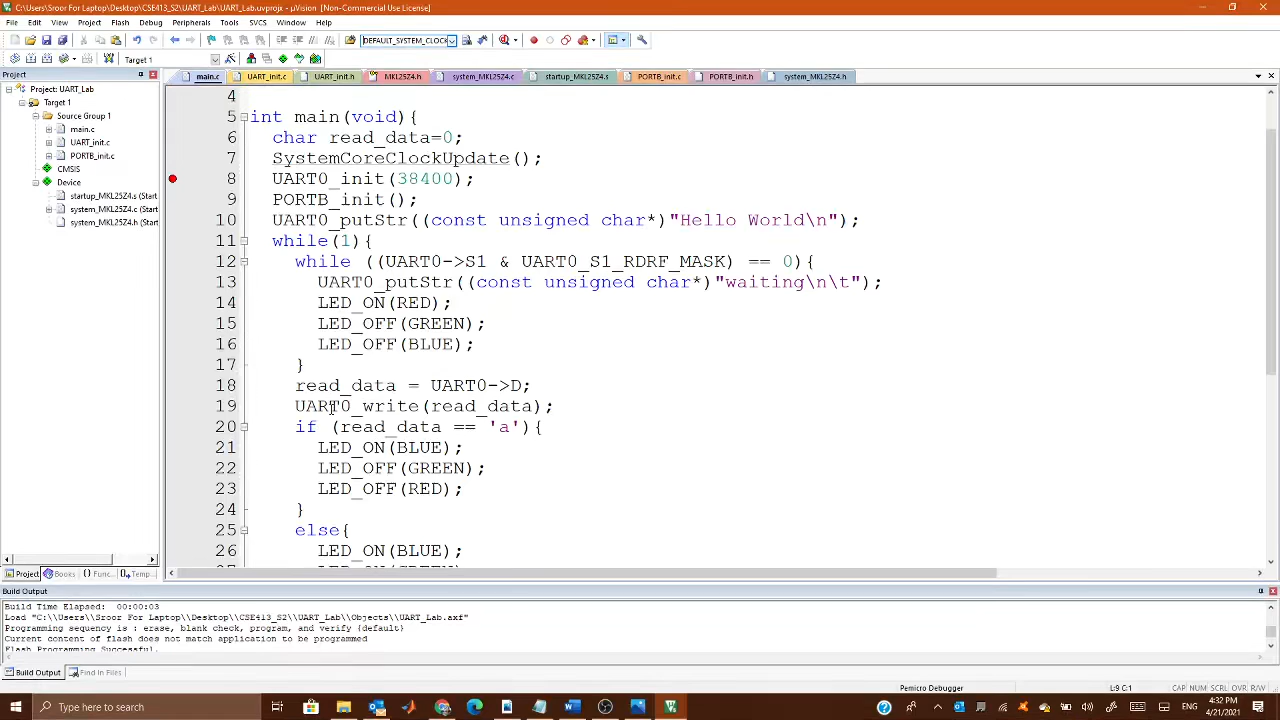 C:\Users\Sroor For Laptop\Desktop\CSE413_S2\UART_Lab\UART_Lab.uvprojx - µVision [Non-Commercial Use License]
File Edit View Project Flash Debug Peripherals Tools SVCS Window Help
DEFAULT_SYSTEM_CLOCK
Target 1
Project
main.c UART_init.c UART_init.h MKL25Z4.h system_MKL25Z4.c startup_MKL25Z4.s PORTB_init.c PORTB_init.h system_MKL25Z4.h
Project: UART_Lab
Target 1
Source Group 1
main.c
UART_init.c
PORTB_init.c
CMSIS
Device
startup_MKL25Z4.s (Start
system_MKL25Z4.c (Start
system_MKL25Z4.h (Start
4
5 int main(void){
6 char read_data=0;
7 SystemCoreClockUpdate();
8 UART0_init(38400);
9 PORTB_init();
10 UART0_putStr((const unsigned char*)"Hello World\n");
11 while(1){
12 while ((UART0->S1 & UART0_S1_RDRF_MASK) == 0){
13 UART0_putStr((const unsigned char*)"waiting\n\t");
14 LED_ON(RED);
15 LED_OFF(GREEN);
16 LED_OFF(BLUE);
17 }
18 read_data = UART0->D;
19 UART0_write(read_data);
20 if (read_data == 'a'){
21 LED_ON(BLUE);
22 LED_OFF(GREEN);
23 LED_OFF(RED);
24 }
25 else{
26 LED_ON(BLUE);
Project Books {} Func... Temp...
Build Output
Build Time Elapsed: 00:00:03
Load "C:\\Users\\Sroor For Laptop\\Desktop\\CSE413_S2\\UART_Lab\\Objects\\UART_Lab.axf"
Programming sequency is : erase, blank check, program, and verify {default}
Current content of flash does not match application to be programmed
Flash Programming Successful.
Build Output Find In Files
Pemicro Debugger L:9 C:1 CAP NUM SCRL OVR R/W
Type here to search
4:32 PM
4/21/2021